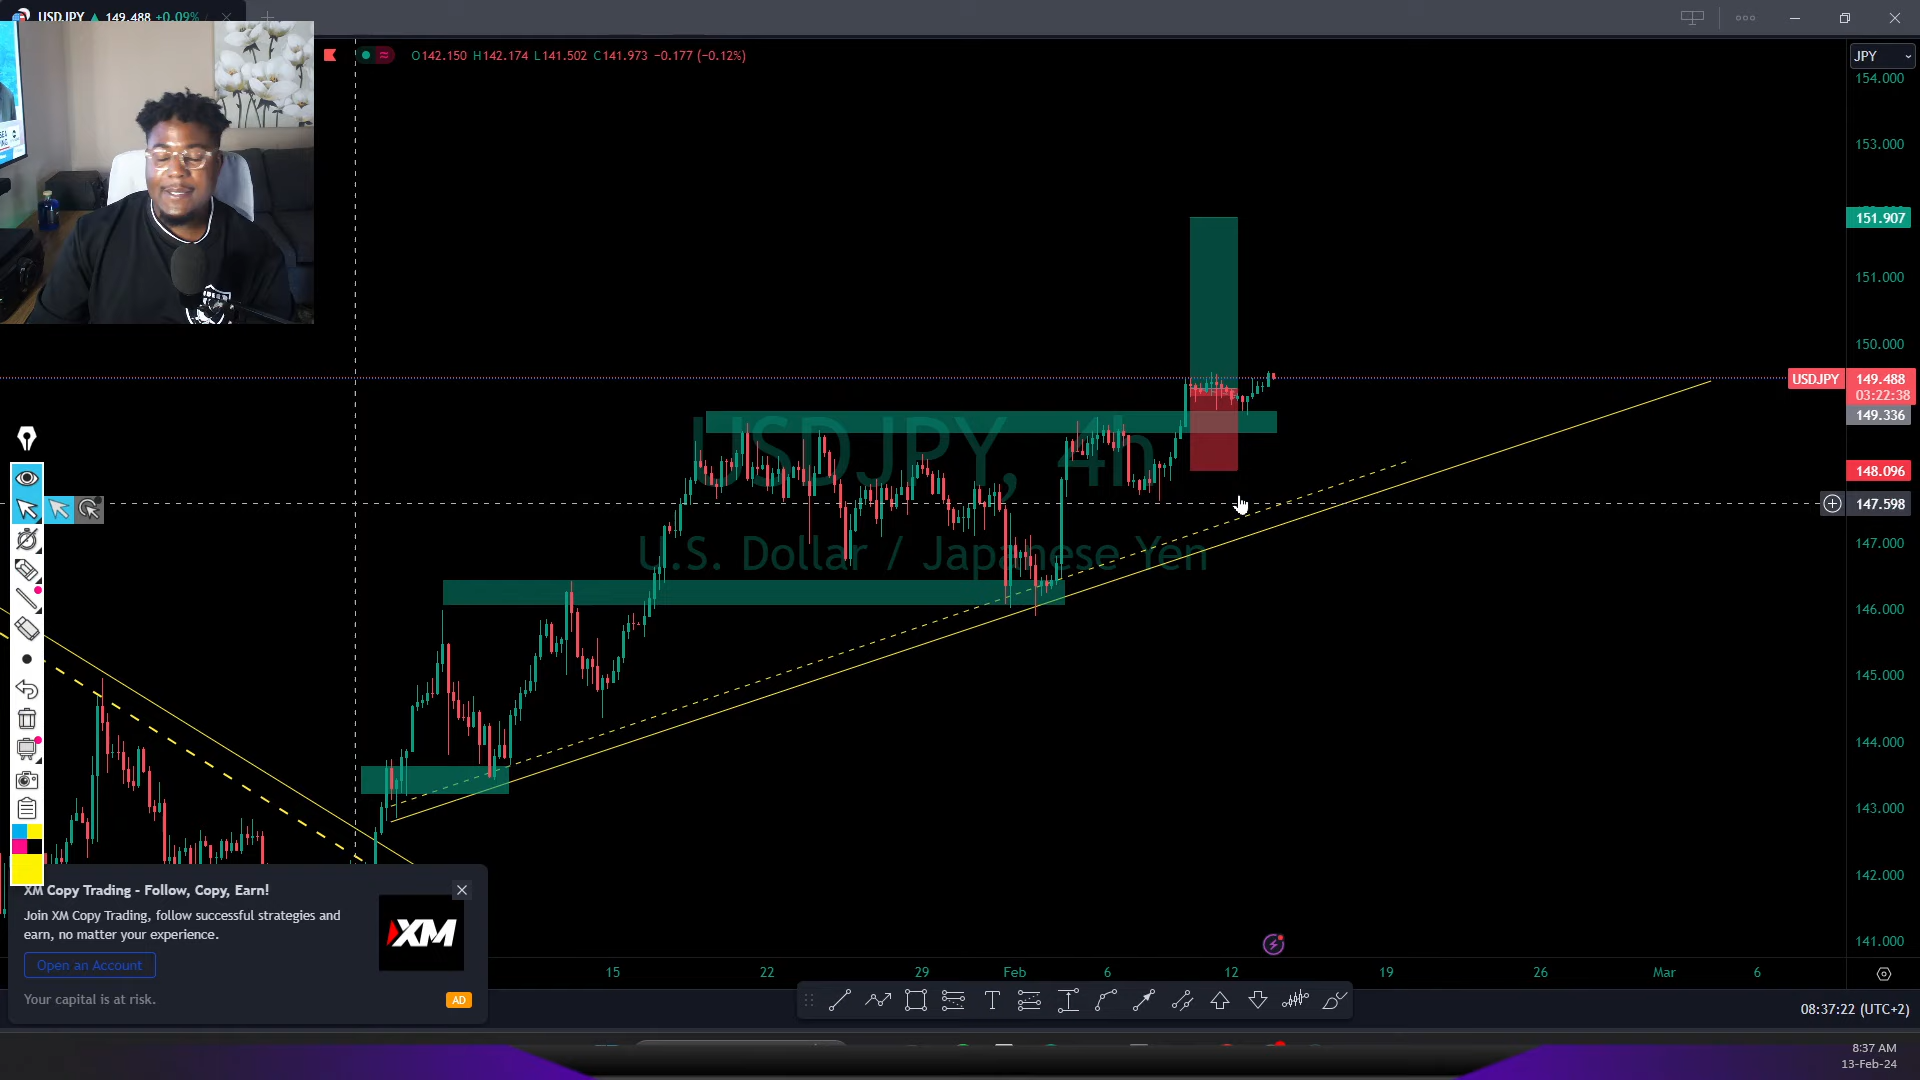 USDJPY ▲ 149.488 +0.09%
O142.150 H142.174 L141.502 C141.973 −0.177 (−0.12%)
JPY
154.000
153.000
151.907
151.000
150.000
USDJPY 149.488
03:22:38
149.336
148.096
147.598
147.000
146.000
145.000
144.000
143.000
142.000
141.000
USDJPY, 4h
U.S. Dollar / Japanese Yen
XM Copy Trading - Follow, Copy, Earn!
Join XM Copy Trading, follow successful strategies and
earn, no matter your experience.
XM
Open an Account
Your capital is at risk.
AD
15 22 29 Feb 6 12 19 26 Mar 6
08:37:22 (UTC+2)
8:37 AM
13-Feb-24